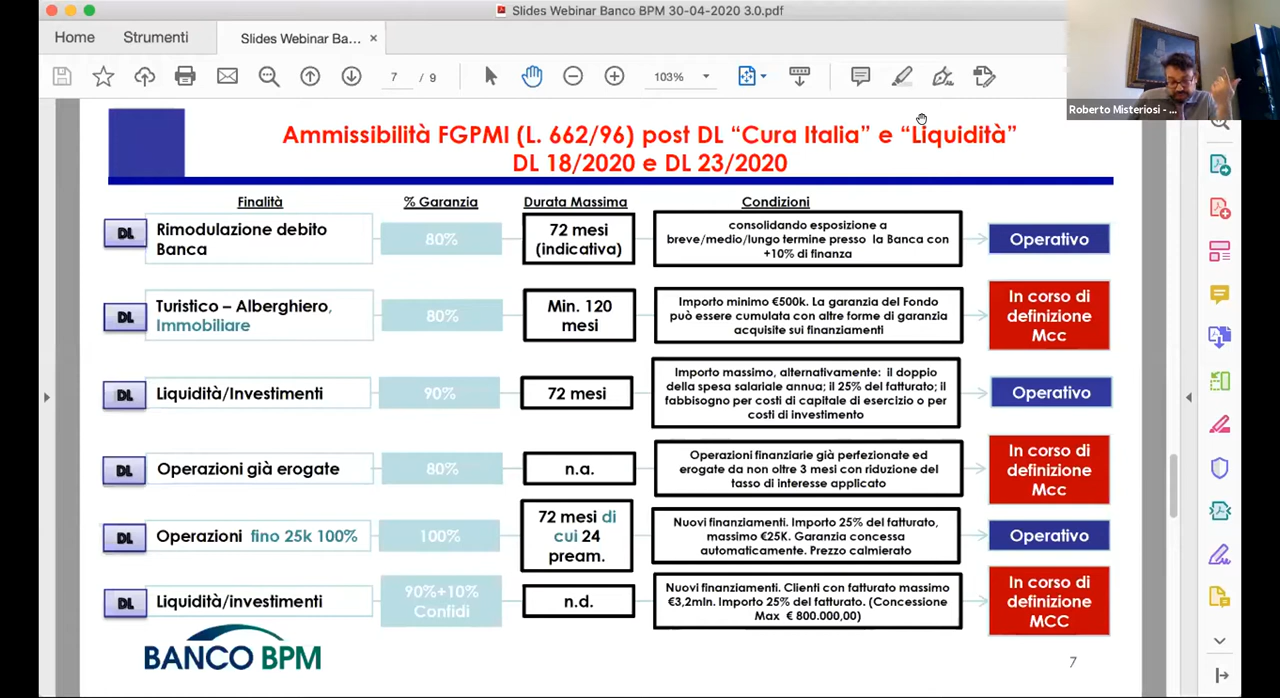 Slides Webinar Banco BPM 30-04-2020 3.0.pdf
Home
Strumenti
Slides Webinar Ba...
7
/ 9
103%
Roberto Misteriosi - ...
Ammissibilità FGPMI (L. 662/96) post DL “Cura Italia” e “Liquidità”
DL 18/2020 e DL 23/2020
Finalità
% Garanzia
Durata Massima
Condizioni
DL
Rimodulazione debito
Banca
80%
72 mesi
(indicativa)
consolidando esposizione a
breve/medio/lungo termine presso la Banca con
+10% di finanza
Operativo
DL
Turistico – Alberghiero,
Immobiliare
80%
Min. 120
mesi
Importo minimo €500k. La garanzia del Fondo
può essere cumulata con altre forme di garanzia
acquisite sui finanziamenti
In corso di
definizione
Mcc
DL
Liquidità/Investimenti
90%
72 mesi
Importo massimo, alternativamente: il doppio
della spesa salariale annua; il 25% del fatturato; il
fabbisogno per costi di capitale di esercizio o per
costi di investimento
Operativo
DL
Operazioni già erogate
80%
n.a.
Operazioni finanziarie già perfezionate ed
erogate da non oltre 3 mesi con riduzione del
tasso di interesse applicato
In corso di
definizione
Mcc
DL
Operazioni fino 25k 100%
100%
72 mesi di
cui 24
pream.
Nuovi finanziamenti. Importo 25% del fatturato,
massimo €25K. Garanzia concessa
automaticamente. Prezzo calmierato
Operativo
DL
Liquidità/investimenti
90%+10%
Confidi
n.d.
Nuovi finanziamenti. Clienti con fatturato massimo
€3,2mln. Importo 25% del fatturato. (Concessione
Max € 800.000,00)
In corso di
definizione
MCC
BANCO BPM
7